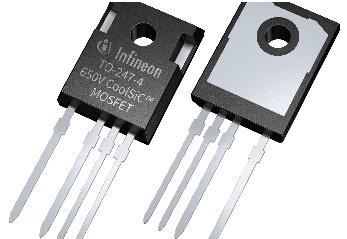 Infineon
TO-247-4
650V CoolSiC™
MOSFET